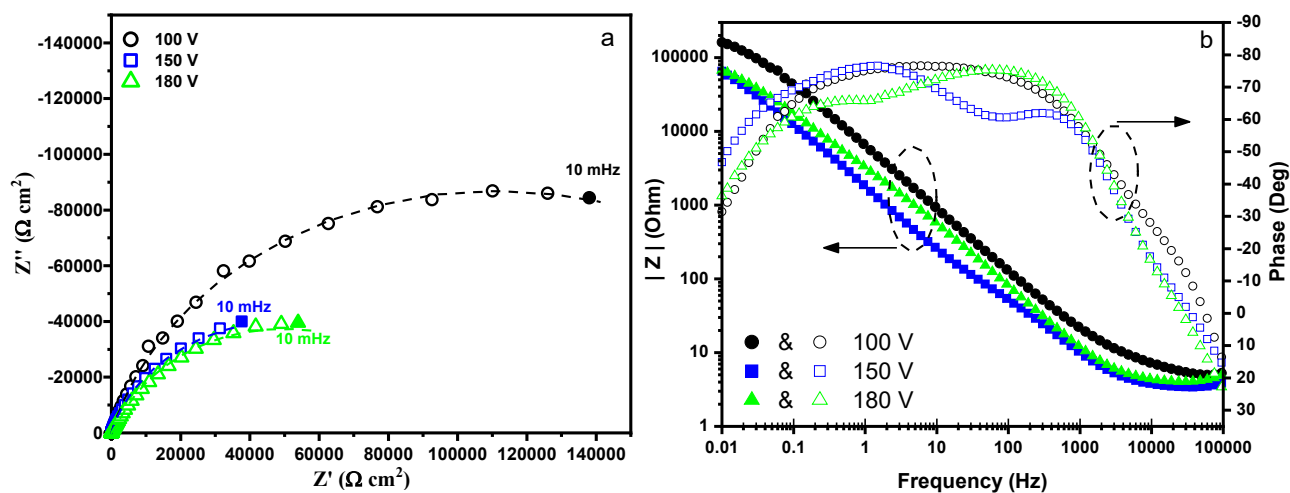 a
100 V
150 V
180 V
10 mHz
10 mHz
10 mHz
-140000
-120000
-100000
-80000
-60000
-40000
-20000
0
0 20000 40000 60000 80000 100000 120000 140000
Z'' (Ω cm²)
Z' (Ω cm²)
b
100000
10000
1000
100
10
1
-90
-80
-70
-60
-50
-40
-30
-20
-10
0
10
20
30
| Z | (Ohm)
Phase (Deg)
& 100 V
& 150 V
& 180 V
0.01 0.1 1 10 100 1000 10000 100000
Frequency (Hz)